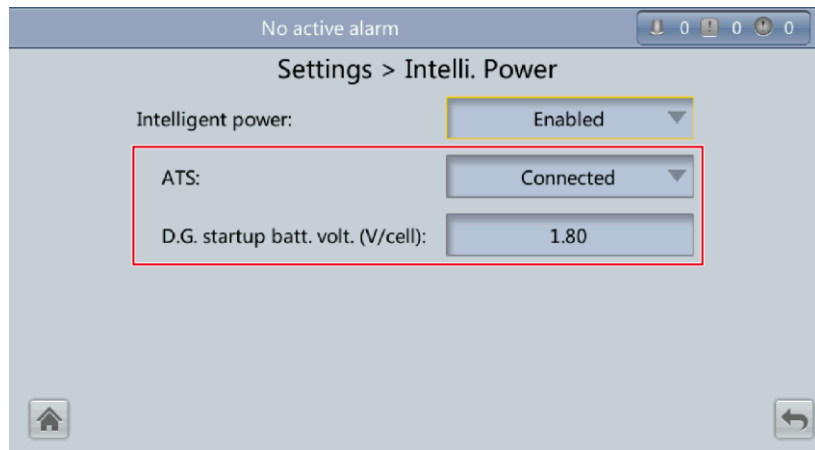 No active alarm 0 0 0
Settings > Intelli. Power
Intelligent power: Enabled
ATS: Connected
D.G. startup batt. volt. (V/cell): 1.80